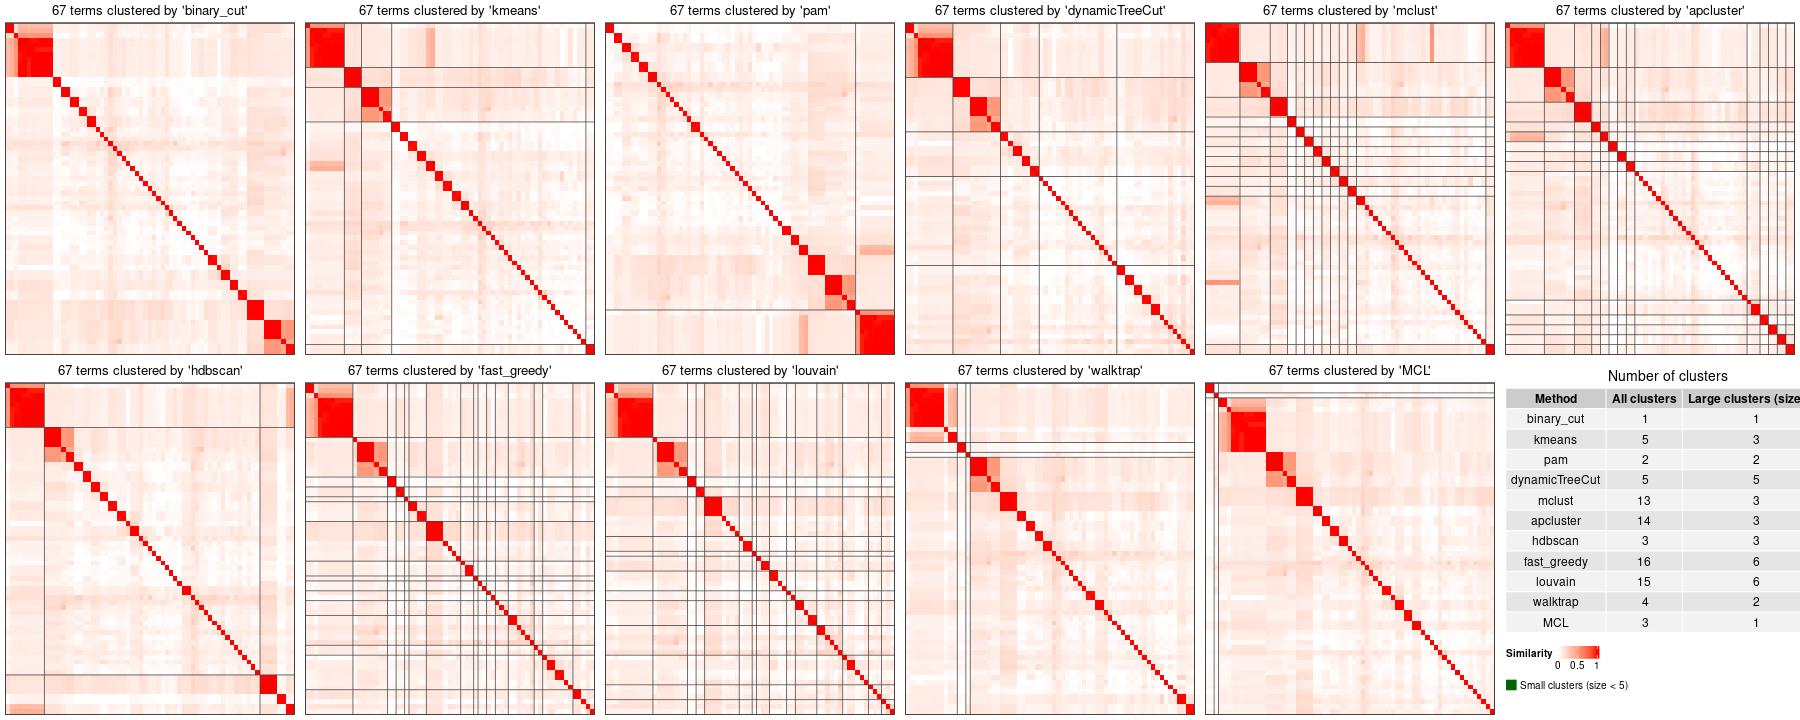 67 terms clustered by 'binary_cut'
67 terms clustered by 'kmeans'
67 terms clustered by 'pam'
67 terms clustered by 'dynamicTreeCut'
67 terms clustered by 'mclust'
67 terms clustered by 'apcluster'
67 terms clustered by 'hdbscan'
67 terms clustered by 'fast_greedy'
67 terms clustered by 'louvain'
67 terms clustered by 'walktrap'
67 terms clustered by 'MCL'
Number of clusters
Method All clusters Large clusters (size
binary_cut 1 1
kmeans 5 3
pam 2 2
dynamicTreeCut 5 5
mclust 13 3
apcluster 14 3
hdbscan 3 3
fast_greedy 16 6
louvain 15 6
walktrap 4 2
MCL 3 1
Similarity
0 0.5 1
Small clusters (size < 5)